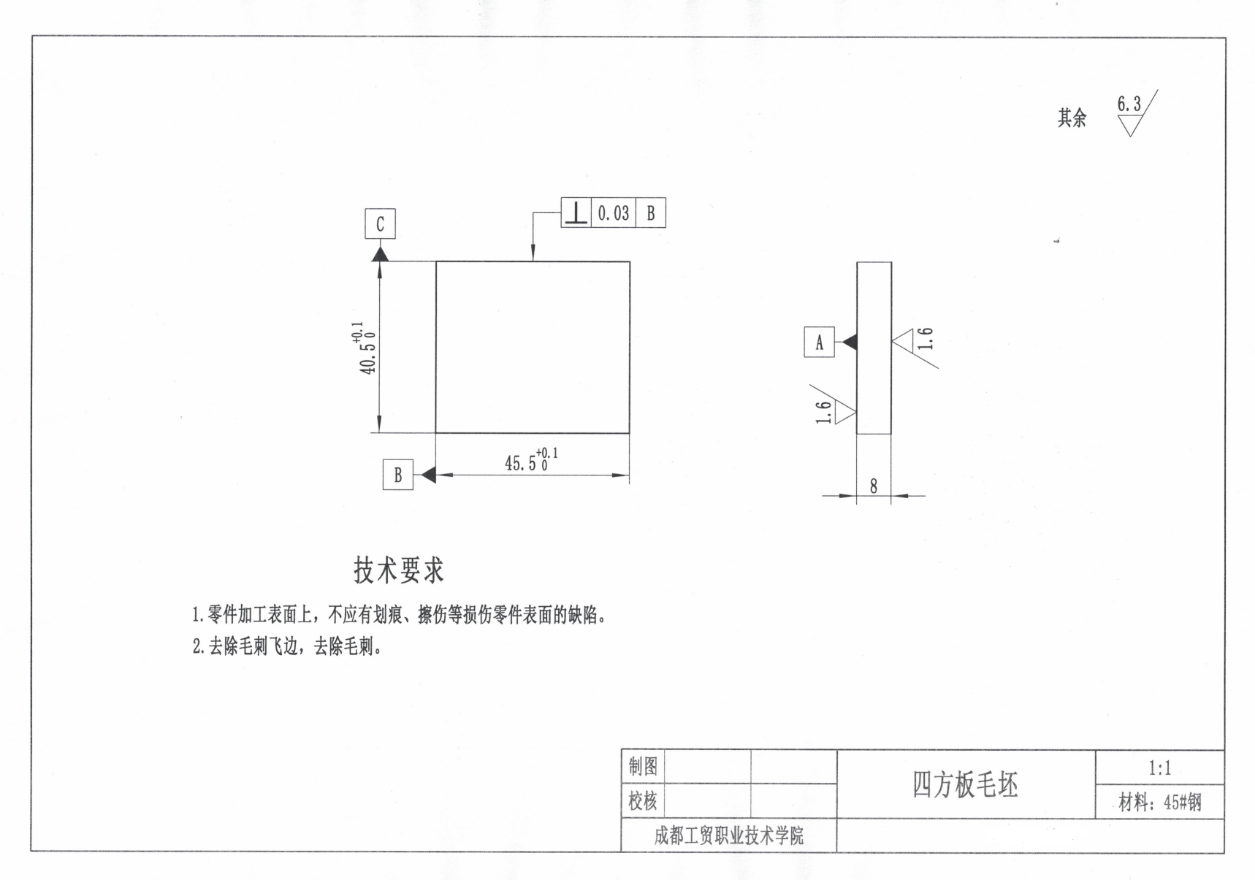 其余 6.3
C
⊥ 0.03 B
40.5 +0.1 0
A
1.6
1.6
45.5 +0.1 0
B
8
技术要求
1.零件加工表面上，不应有划痕、擦伤等损伤零件表面的缺陷。
2.去除毛刺飞边，去除毛刺。
制图
四方板毛坯
1:1
校核
材料：45#钢
成都工贸职业技术学院